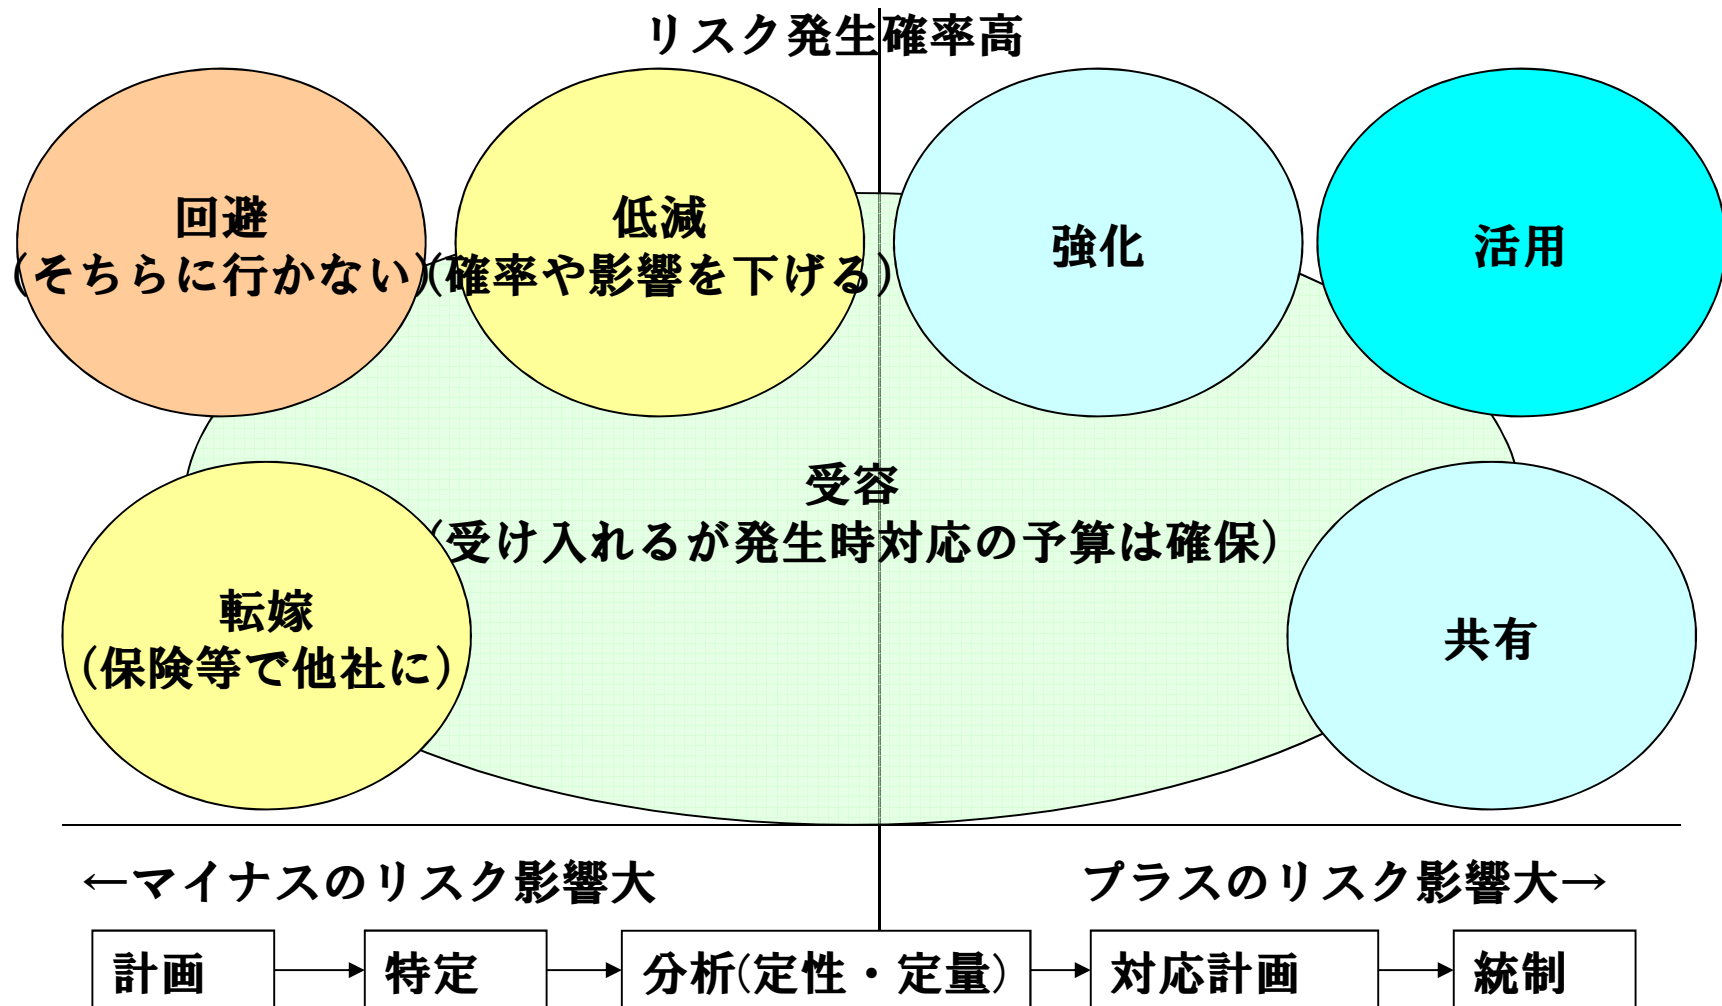 リスク発生確率高
回避
(そちらに行かない)
低減
(確率や影響を下げる)
強化
活用
受容
(受け入れるが発生時対応の予算は確保)
転嫁
(保険等で他社に)
共有
←マイナスのリスク影響大
プラスのリスク影響大→
計画
特定
分析(定性・定量)
対応計画
統制